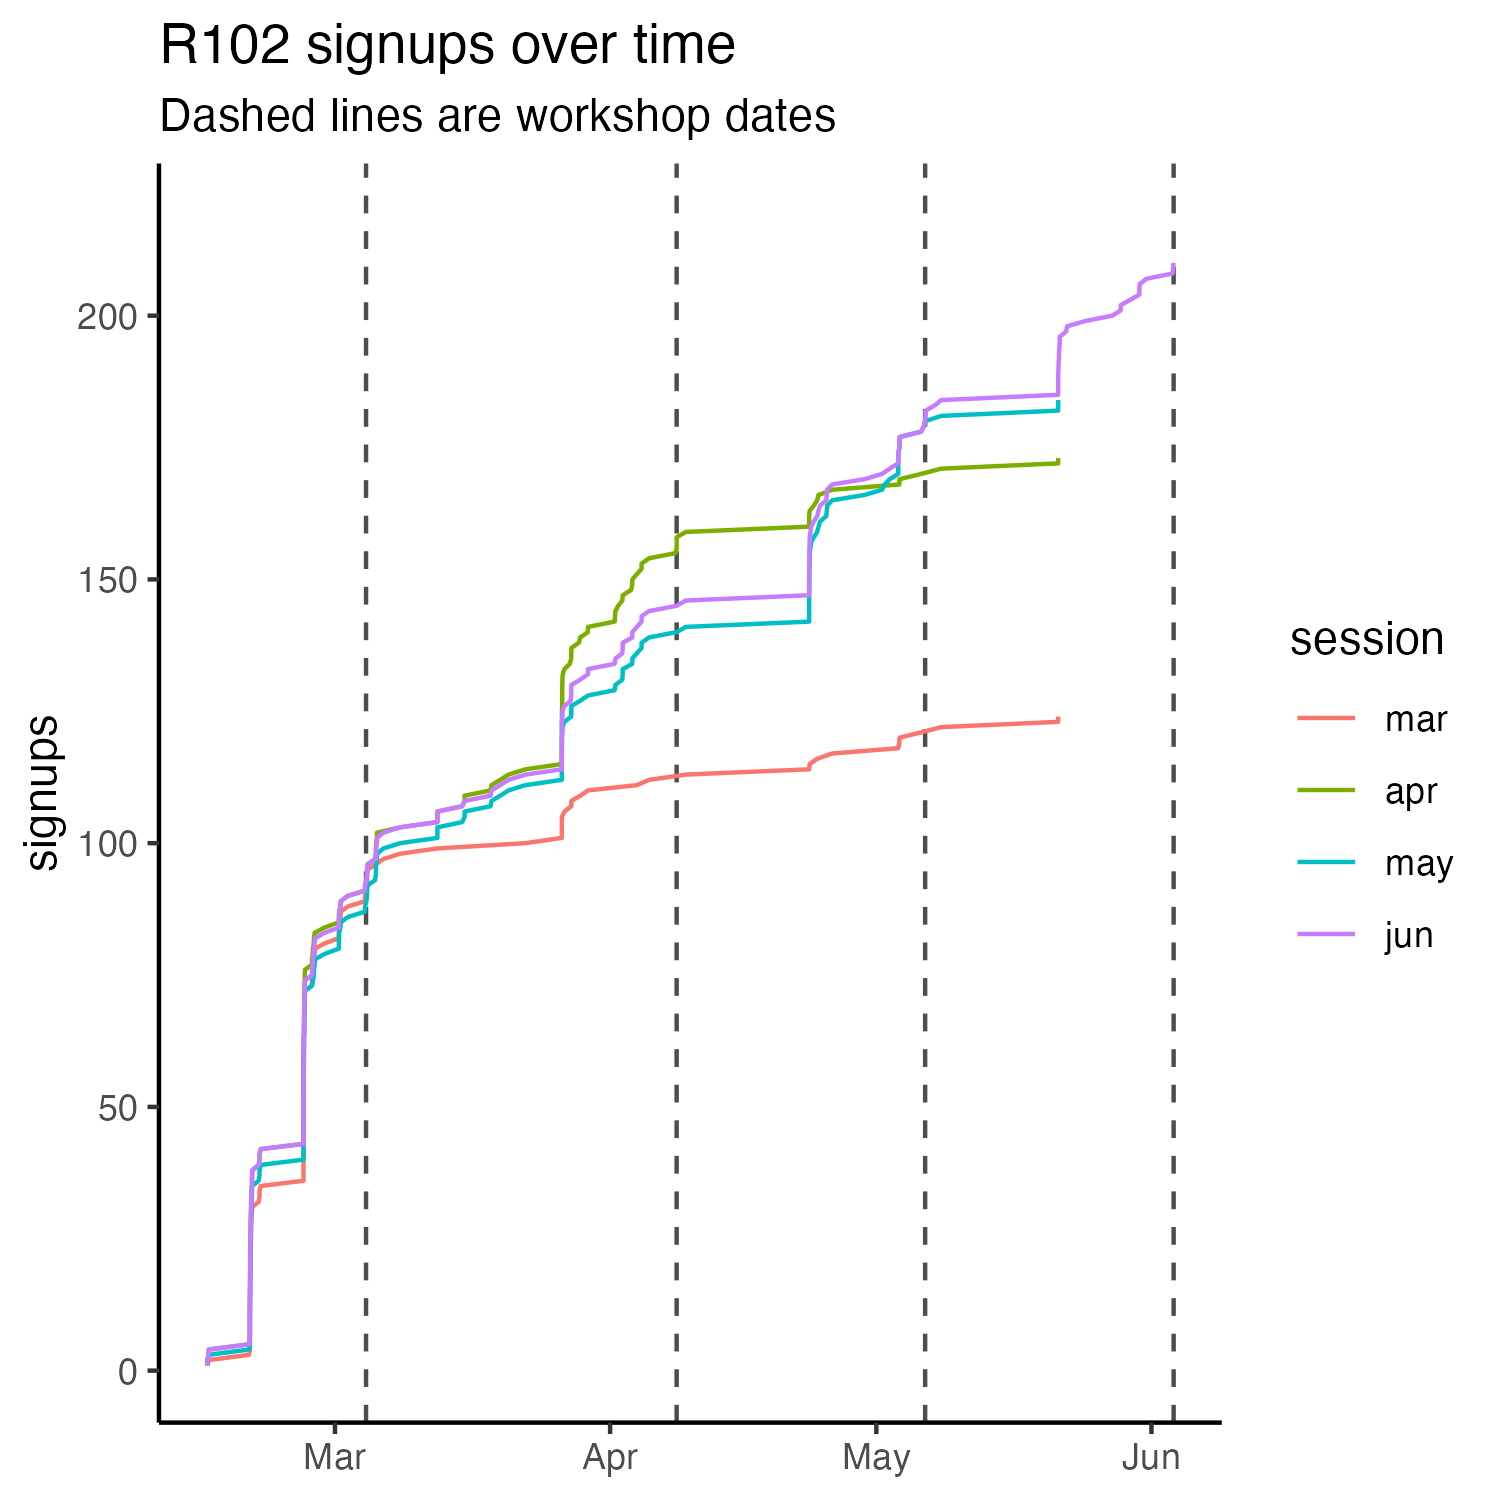 R102 signups over time
Dashed lines are workshop dates
signups
200
150
100
50
0
Mar
Apr
May
Jun
session
mar
apr
may
jun